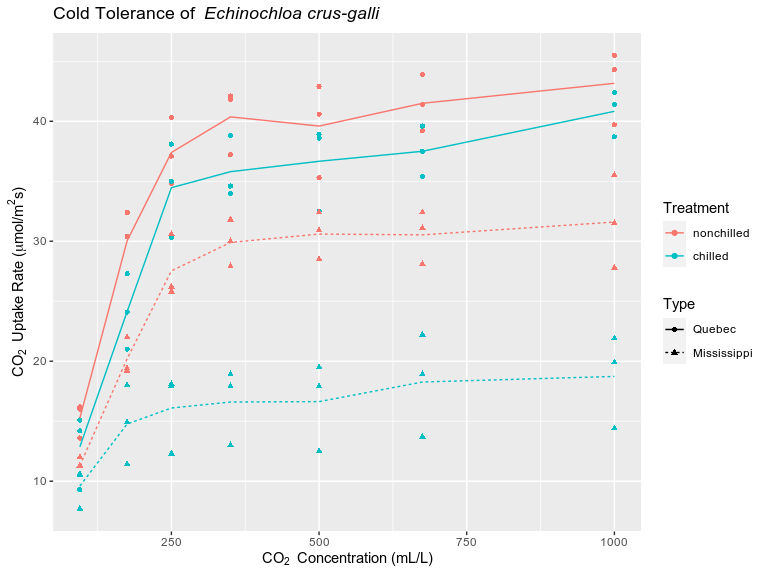 Cold Tolerance of Echinochloa crus-galli
CO₂ Uptake Rate (μmol/m²s)
40
30
20
10
250
500
750
1000
CO₂ Concentration (mL/L)
Treatment
nonchilled
chilled
Type
Quebec
Mississippi